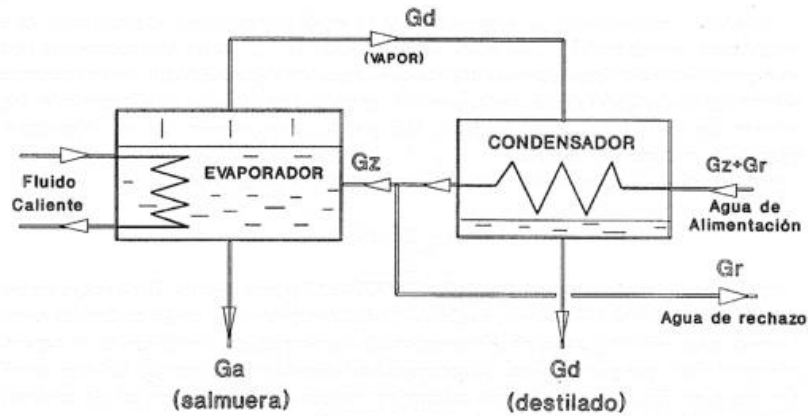 Gd
(VAPOR)
CONDENSADOR
EVAPORADOR
Gz
Gz+Gr
Fluido
Caliente
Agua de
Alimentación
Gr
Agua de rechazo
Ga
(salmuera)
Gd
(destilado)